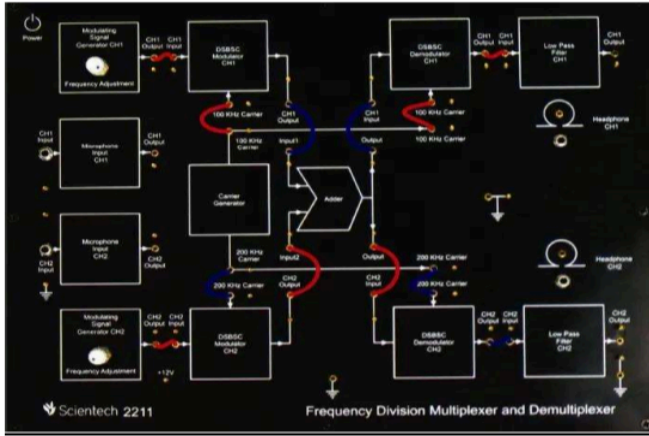 Power
Modulating
Signal
Generator CH1
Frequency Adjustment
CH1
Output
CH1
Input
DSBSC
Modulator
CH1
DSBSC
Demodulator
CH1
CH1
Output
CH1
Input
Low Pass
Filter
CH1
CH1
Output
100 KHz Carrier
CH1
Output
CH1
Input
100 KHz Carrier
Headphone
CH1
CH1
Input
Microphone
Input
CH1
CH1
Output
100 KHz
Carrier
Input1
Output
100 KHz Carrier
Carrier
Generator
Adder
CH2
Input
Microphone
Input
CH2
CH2
Output
200 KHz
Carrier
Input2
Output
200 KHz Carrier
Headphone
CH2
200 KHz Carrier
CH2
Output
CH2
Input
200 KHz Carrier
Modulating
Signal
Generator CH2
Frequency Adjustment
CH2
Output
CH2
Input
+12V
DSBSC
Modulator
CH2
DSBSC
Demodulator
CH2
CH2
Output
CH2
Input
Low Pass
Filter
CH2
CH2
Output
Scientech 2211
Frequency Division Multiplexer and Demultiplexer